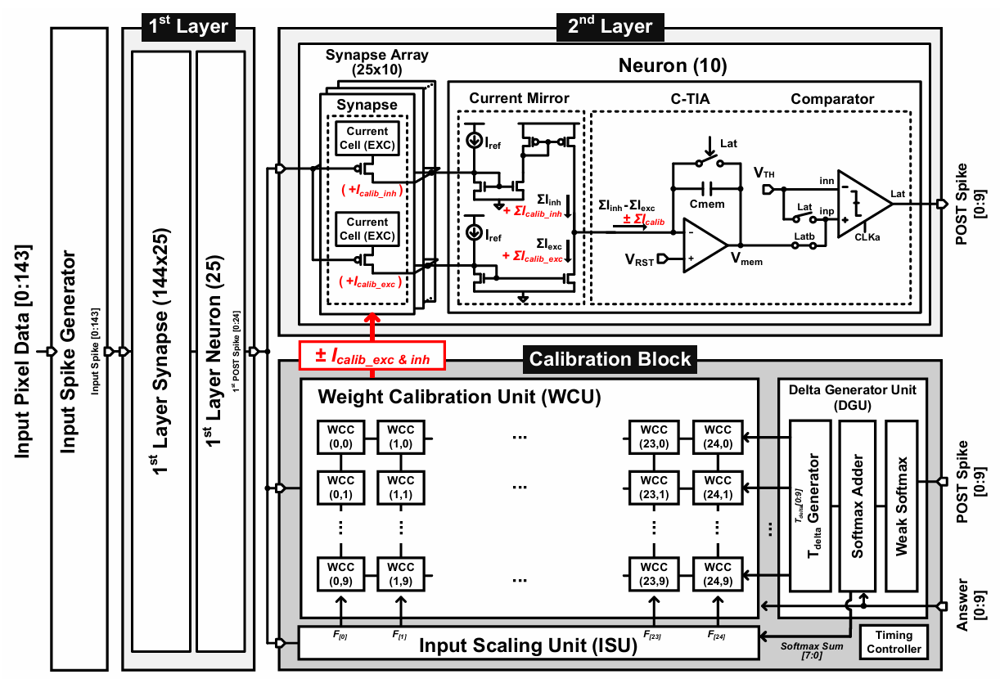 Input Pixel Data [0:143]
Input Spike Generator
Input Spike [0:143]
1st Layer
1st Layer Synapse (144x25)
1st Layer Neuron (25)
1st POST Spike [0:24]
2nd Layer
Synapse Array
(25x10)
Synapse
Current
Cell (EXC)
( +Icalib_inh)
Current
Cell (EXC)
( +Icalib_exc )
Neuron (10)
Current Mirror
Iref
ΣIinh
+ ΣIcalib_inh
Iref
ΣIexc
+ ΣIcalib_exc
C-TIA
Lat
Cmem
ΣIinh-ΣIexc
± ΣIcalib
-
+
VRST
Vmem
Comparator
VTH
inn
Lat
inp
Latb
-
+
CLKa
Lat
POST Spike
[0:9]
± Icalib_exc & inh
Calibration Block
Weight Calibration Unit (WCU)
WCC
(0,0)
WCC
(1,0)
...
WCC
(23,0)
WCC
(24,0)
WCC
(0,1)
WCC
(1,1)
...
WCC
(23,1)
WCC
(24,1)
...
...
...
...
WCC
(0,9)
WCC
(1,9)
...
WCC
(23,9)
WCC
(24,9)
F[0]
F[1]
F[23]
F[24]
Input Scaling Unit (ISU)
Delta Generator Unit
(DGU)
...
Tdelta[0:9]
Tdelta Generator
Softmax Adder
Weak Softmax
POST Spike
[0:9]
Answer
[0:9]
Softmax Sum
[7:0]
Timing
Controller